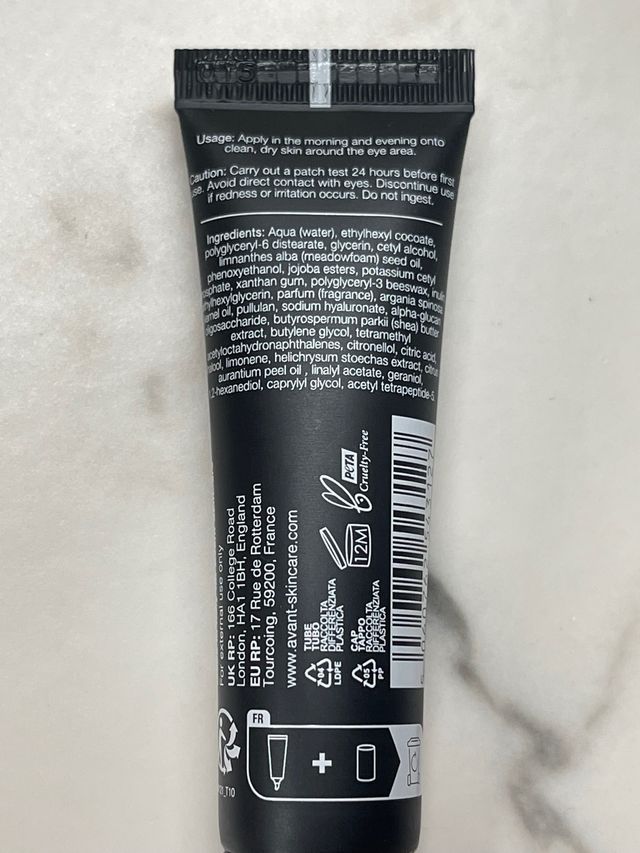 Usage: Apply in the morning and evening onto
clean, dry skin around the eye area.
Caution: Carry out a patch test 24 hours before first
use. Avoid direct contact with eyes. Discontinue use
if redness or irritation occurs. Do not ingest.
Ingredients: Aqua (water), ethylhexyl cocoate,
polyglyceryl-6 distearate, glycerin, cetyl alcohol,
limnanthes alba (meadowfoam) seed oil,
phenoxyethanol, jojoba esters, potassium cetyl
phosphate, xanthan gum, polyglyceryl-3 beeswax, inulin
ethylhexylglycerin, parfum (fragrance), argania spinosa
kernel oil, pullulan, sodium hyaluronate, alpha-glucan
oligosaccharide, butyrospermum parkii (shea) butter
extract, butylene glycol, tetramethyl
acetyloctahydronaphthalenes, citronellol, citric acid,
linalool, limonene, helichrysum stoechas extract, citrus
aurantium peel oil , linalyl acetate, geraniol,
1,2-hexanediol, caprylyl glycol, acetyl tetrapeptide-5
For external use only
UK RP: 166 College Road
London, HA1 1BH, England
EU RP: 17 Rue de Rotterdam
Tourcoing, 59200, France
www.avant-skincare.com
12M
PETA
Cruelty-Free
TUBE
TUBO
RACCOLTA
DIFFERENZIATA
PLASTICA
04
LDPE
CAP
TAPPO
RACCOLTA
DIFFERENZIATA
PLASTICA
05
PP
FR
+